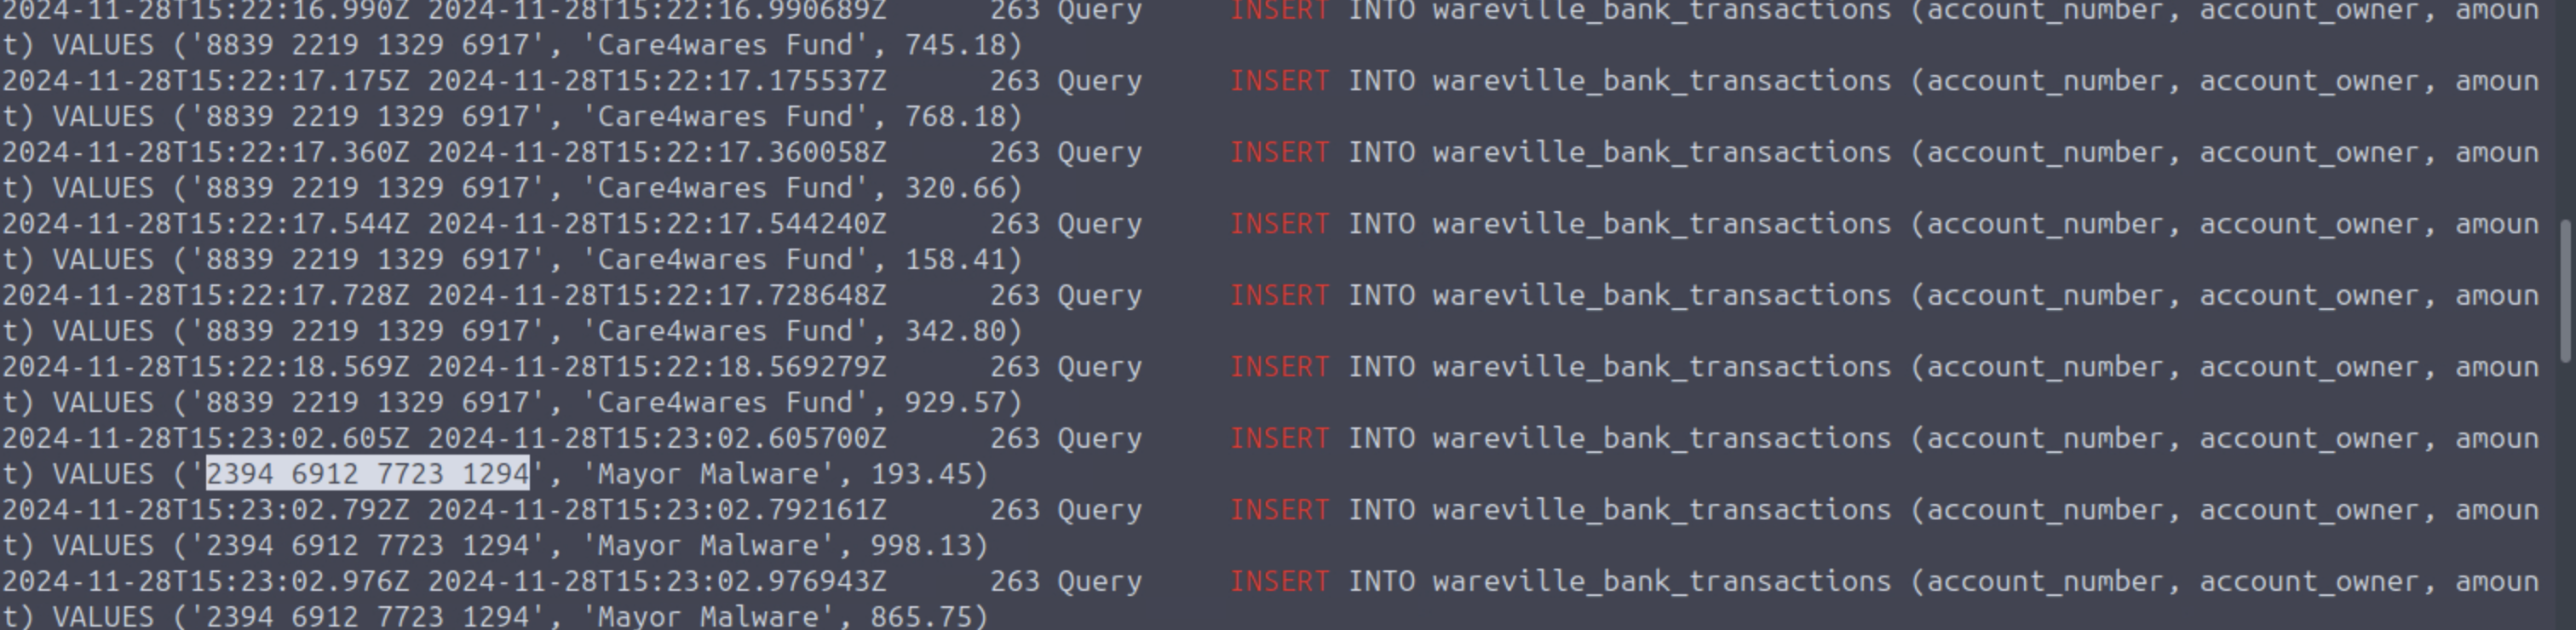 2024-11-28T15:22:16.990Z 2024-11-28T15:22:16.990689Z 263 Query INSERT INTO wareville_bank_transactions (account_number, account_owner, amoun
t) VALUES ('8839 2219 1329 6917', 'Care4wares Fund', 745.18)
2024-11-28T15:22:17.175Z 2024-11-28T15:22:17.175537Z 263 Query INSERT INTO wareville_bank_transactions (account_number, account_owner, amoun
t) VALUES ('8839 2219 1329 6917', 'Care4wares Fund', 768.18)
2024-11-28T15:22:17.360Z 2024-11-28T15:22:17.360058Z 263 Query INSERT INTO wareville_bank_transactions (account_number, account_owner, amoun
t) VALUES ('8839 2219 1329 6917', 'Care4wares Fund', 320.66)
2024-11-28T15:22:17.544Z 2024-11-28T15:22:17.544240Z 263 Query INSERT INTO wareville_bank_transactions (account_number, account_owner, amoun
t) VALUES ('8839 2219 1329 6917', 'Care4wares Fund', 158.41)
2024-11-28T15:22:17.728Z 2024-11-28T15:22:17.728648Z 263 Query INSERT INTO wareville_bank_transactions (account_number, account_owner, amoun
t) VALUES ('8839 2219 1329 6917', 'Care4wares Fund', 342.80)
2024-11-28T15:22:18.569Z 2024-11-28T15:22:18.569279Z 263 Query INSERT INTO wareville_bank_transactions (account_number, account_owner, amoun
t) VALUES ('8839 2219 1329 6917', 'Care4wares Fund', 929.57)
2024-11-28T15:23:02.605Z 2024-11-28T15:23:02.605700Z 263 Query INSERT INTO wareville_bank_transactions (account_number, account_owner, amoun
t) VALUES ('2394 6912 7723 1294', 'Mayor Malware', 193.45)
2024-11-28T15:23:02.792Z 2024-11-28T15:23:02.792161Z 263 Query INSERT INTO wareville_bank_transactions (account_number, account_owner, amoun
t) VALUES ('2394 6912 7723 1294', 'Mayor Malware', 998.13)
2024-11-28T15:23:02.976Z 2024-11-28T15:23:02.976943Z 263 Query INSERT INTO wareville_bank_transactions (account_number, account_owner, amoun
t) VALUES ('2394 6912 7723 1294', 'Mayor Malware', 865.75)